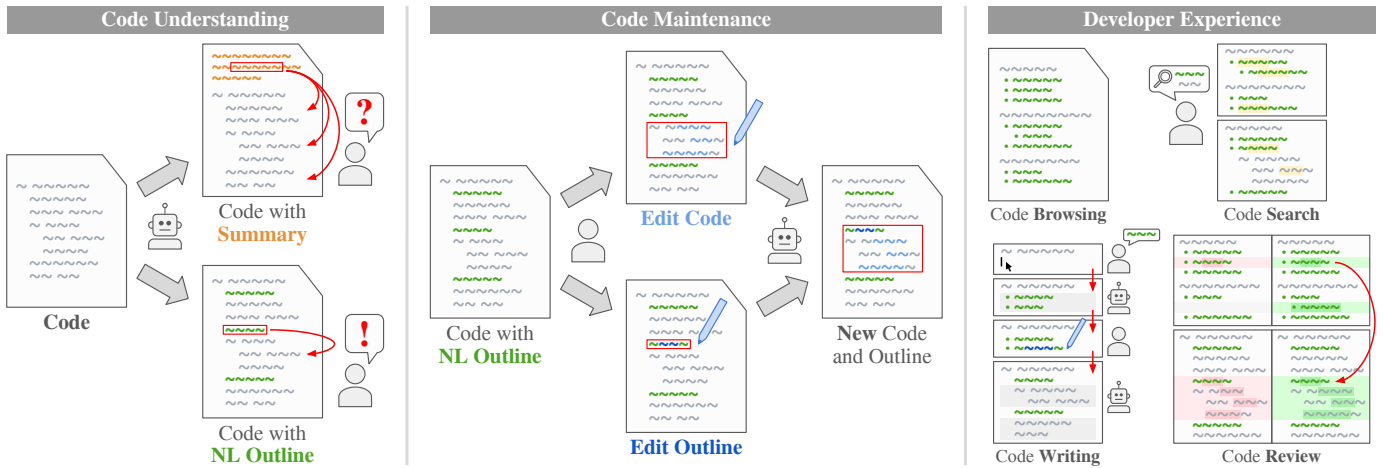 Code Understanding
Code with
Summary
?
Code
Code with
NL Outline
!
Code Maintenance
Code with
NL Outline
Edit Code
Edit Outline
New Code
and Outline
Developer Experience
Code Browsing
Code Search
Code Writing
Code Review